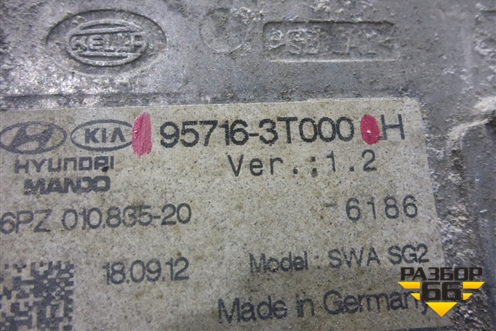 HELLA
KIA 95716-3T000 H
HYUNDAI
MANDO
Ver.:1.2
6PZ 010.835-20
-6186
18.09.12
Model: SWA SG2
Made in Germany
РАЗБОР
66